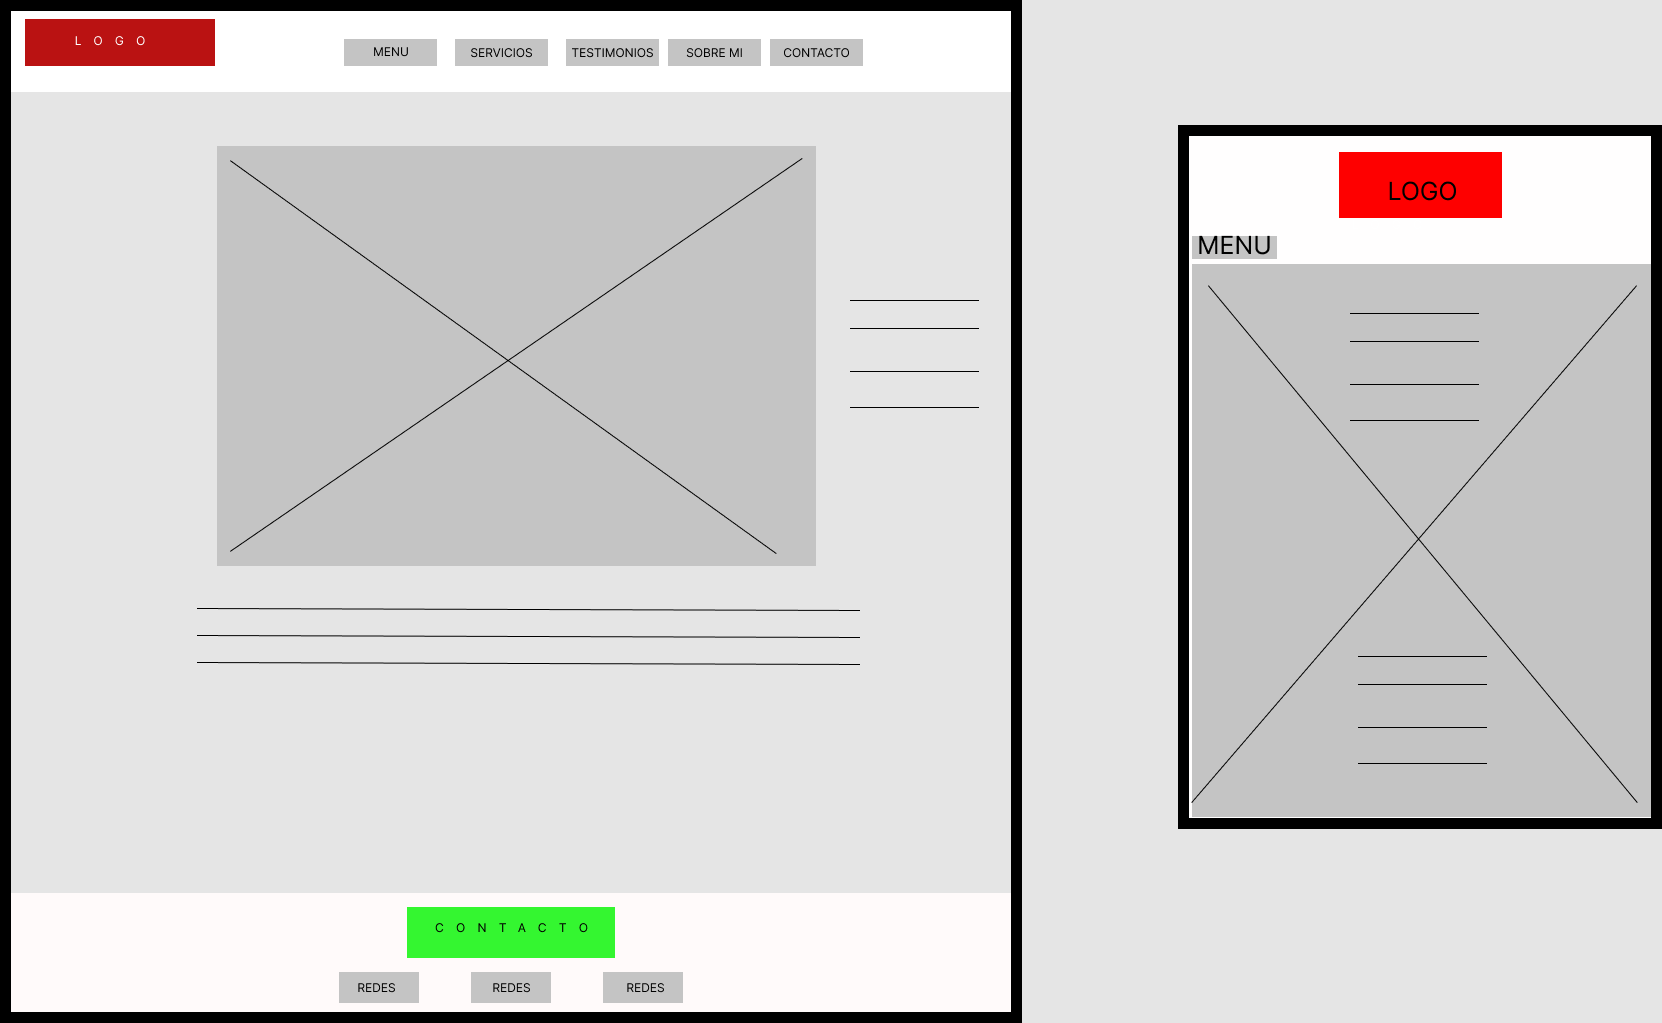 L O G O
MENU
SERVICIOS
TESTIMONIOS
SOBRE MI
CONTACTO
C O N T A C T O
REDES
REDES
REDES
LOGO
MENU